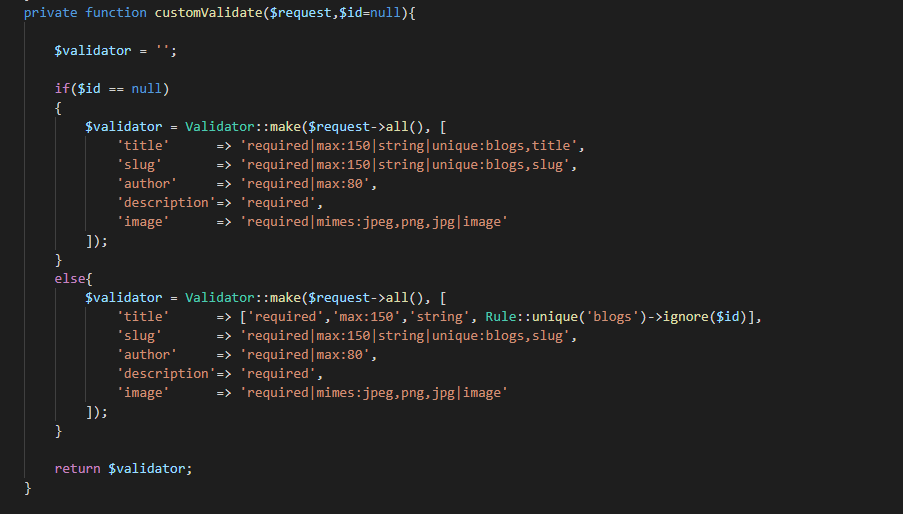 private function customValidate($request,$id=null){
$validator = '';
if($id == null)
{
$validator = Validator::make($request->all(), [
'title' => 'required|max:150|string|unique:blogs,title',
'slug' => 'required|max:150|string|unique:blogs,slug',
'author' => 'required|max:80',
'description'=> 'required',
'image' => 'required|mimes:jpeg,png,jpg|image'
]);
}
else{
$validator = Validator::make($request->all(), [
'title' => ['required','max:150','string', Rule::unique('blogs')->ignore($id)],
'slug' => 'required|max:150|string|unique:blogs,slug',
'author' => 'required|max:80',
'description'=> 'required',
'image' => 'required|mimes:jpeg,png,jpg|image'
]);
}
return $validator;
}